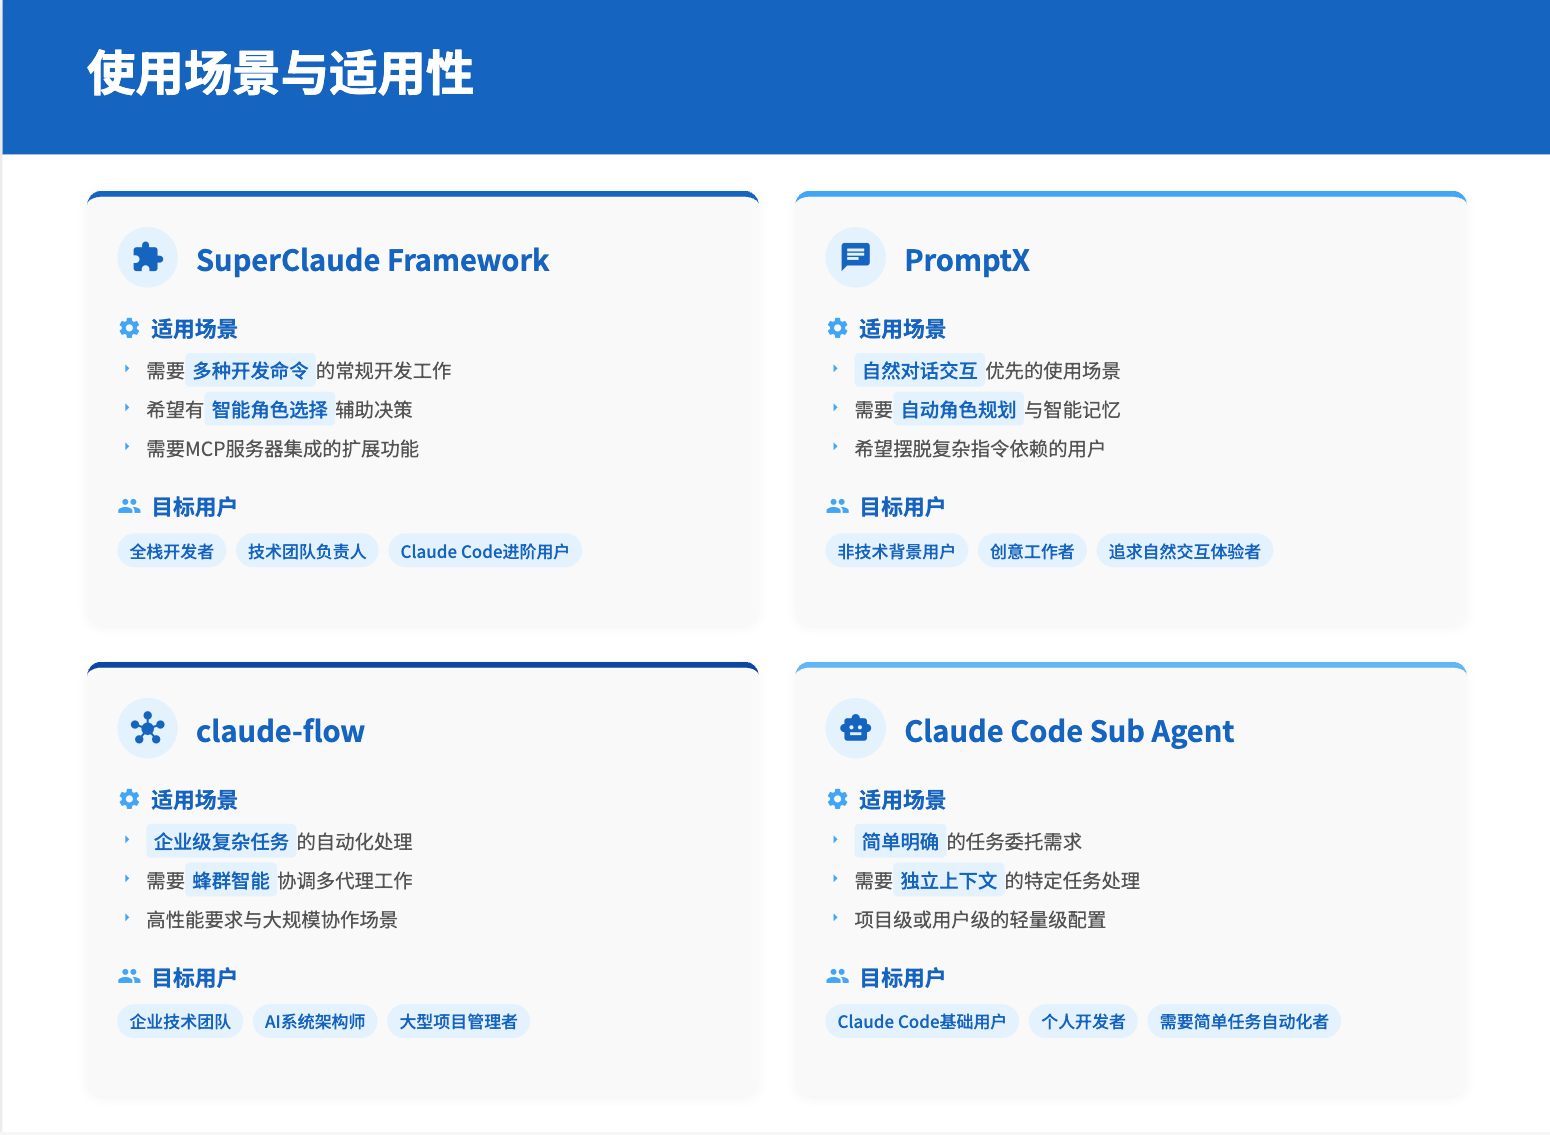 使用场景与适用性
SuperClaude Framework
适用场景
需要 多种开发命令 的常规开发工作
希望有 智能角色选择 辅助决策
需要MCP服务器集成的扩展功能
目标用户
全栈开发者 技术团队负责人 Claude Code进阶用户
PromptX
适用场景
自然对话交互 优先的使用场景
需要 自动角色规划 与智能记忆
希望摆脱复杂指令依赖的用户
目标用户
非技术背景用户 创意工作者 追求自然交互体验者
claude-flow
适用场景
企业级复杂任务 的自动化处理
需要 蜂群智能 协调多代理工作
高性能要求与大规模协作场景
目标用户
企业技术团队 AI系统架构师 大型项目管理者
Claude Code Sub Agent
适用场景
简单明确 的任务委托需求
需要 独立上下文 的特定任务处理
项目级或用户级的轻量级配置
目标用户
Claude Code基础用户 个人开发者 需要简单任务自动化者